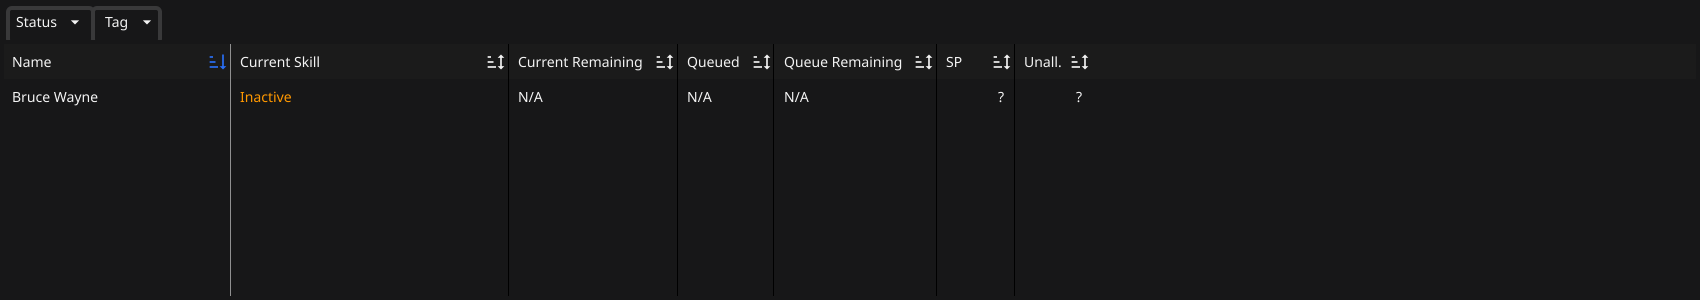 Status Tag
Name Current Skill Current Remaining Queued Queue Remaining SP Unall.
Bruce Wayne Inactive N/A N/A N/A ? ?